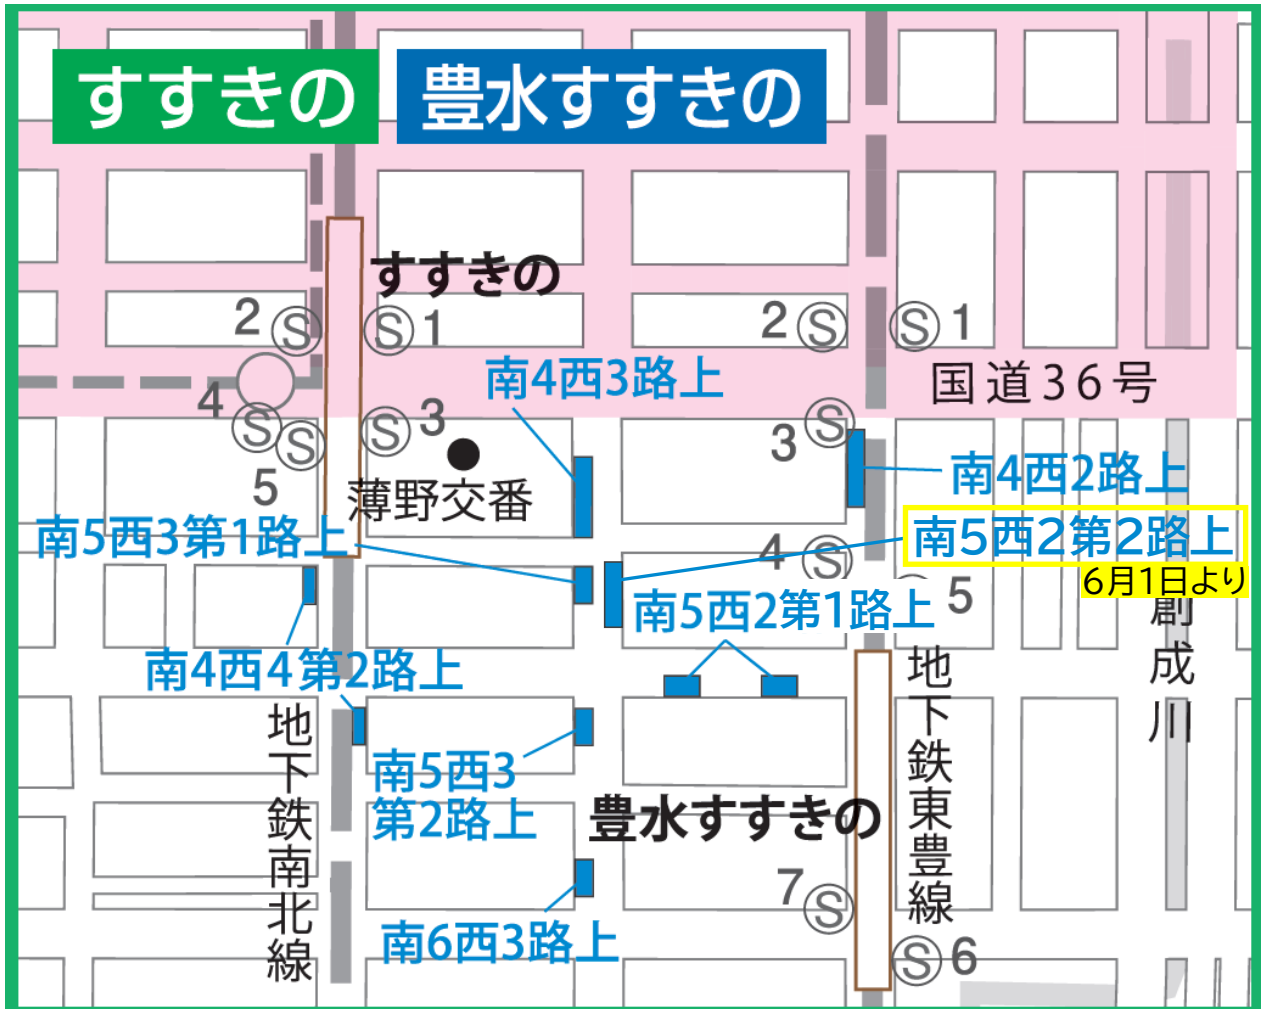 すすきの
豊水すすきの
すすきの
2
Ⓢ
Ⓢ
1
2
Ⓢ
Ⓢ
1
南4西3路上
国道36号
4
Ⓢ
Ⓢ
5
Ⓢ
3
薄野交番
Ⓢ
3
南4西2路上
南5西3第1路上
南5西2第2路上
6月1日より
4
Ⓢ
5
南5西2第1路上
南4西4第2路上
地下鉄南北線
南5西3
第2路上
豊水すすきの
地下鉄東豊線
創成川
7
Ⓢ
南6西3路上
Ⓢ
6